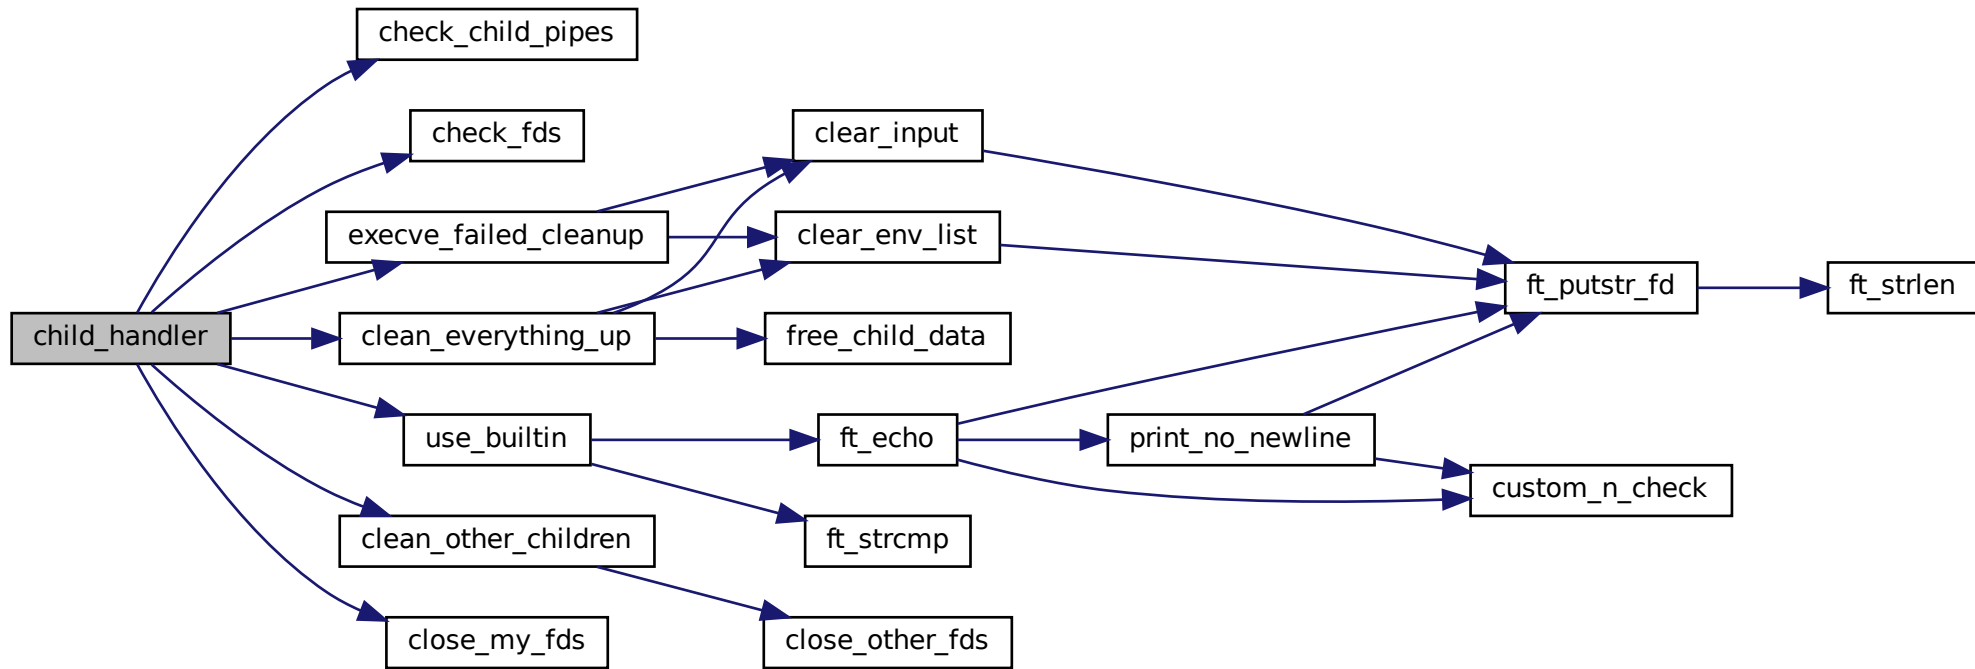 check_child_pipes
check_fds
clear_input
execve_failed_cleanup
clear_env_list
ft_putstr_fd
ft_strlen
child_handler
clean_everything_up
free_child_data
use_builtin
ft_echo
print_no_newline
custom_n_check
clean_other_children
ft_strcmp
close_my_fds
close_other_fds